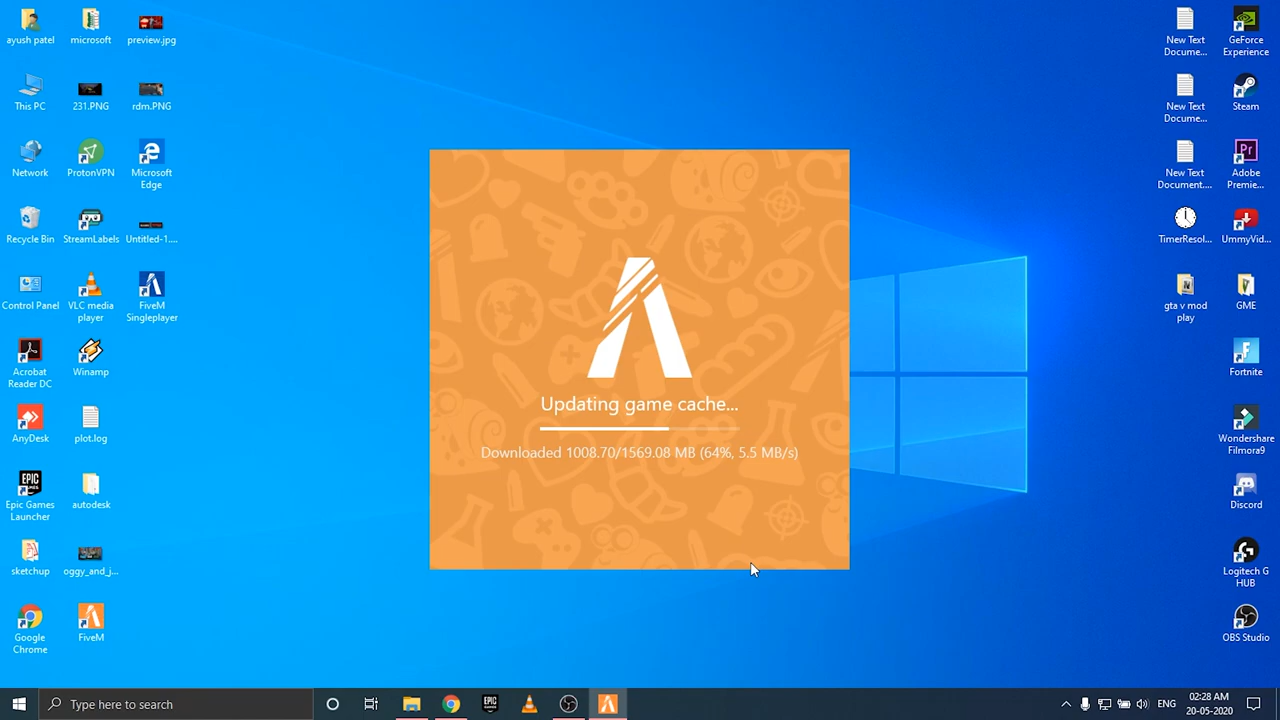 ayush patel
microsoft
preview.jpg
This PC
231.PNG
rdm.PNG
Network
ProtonVPN
Microsoft
Edge
Recycle Bin
StreamLabels
Untitled-1....
Control Panel
VLC media
player
FiveM
Singleplayer
Acrobat
Reader DC
Winamp
AnyDesk
plot.log
Epic Games
Launcher
autodesk
sketchup
oggy_and_j...
Google
Chrome
FiveM
Updating game cache...
Downloaded 1008.70/1569.08 MB (64%, 5.5 MB/s)
New Text
Docume...
GeForce
Experience
New Text
Docume...
Steam
New Text
Document....
Adobe
Premie...
TimerResol...
UmmyVid...
gta v mod
play
GME
Fortnite
Wondershare
Filmora9
Discord
Logitech G
HUB
OBS Studio
Type here to search
ENG
02:28 AM
20-05-2020